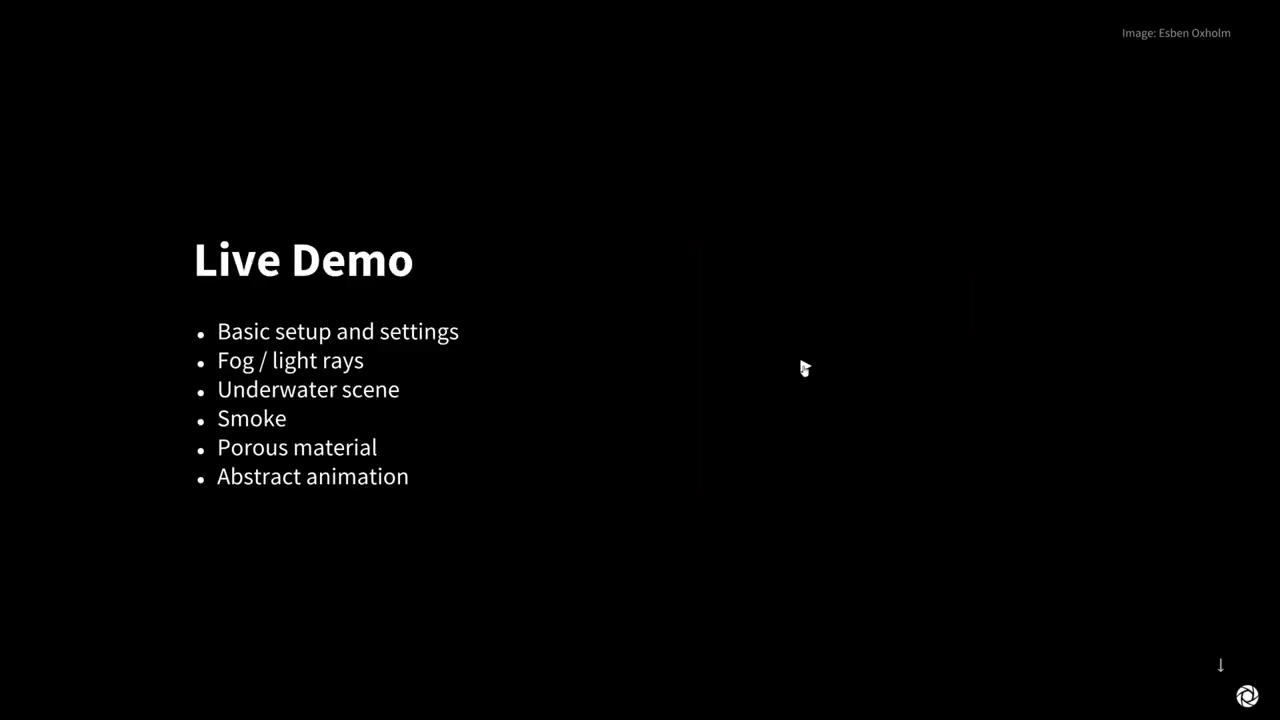 Image: Esben Oxholm
Live Demo
• Basic setup and settings
• Fog / light rays
• Underwater scene
• Smoke
• Porous material
• Abstract animation
↓